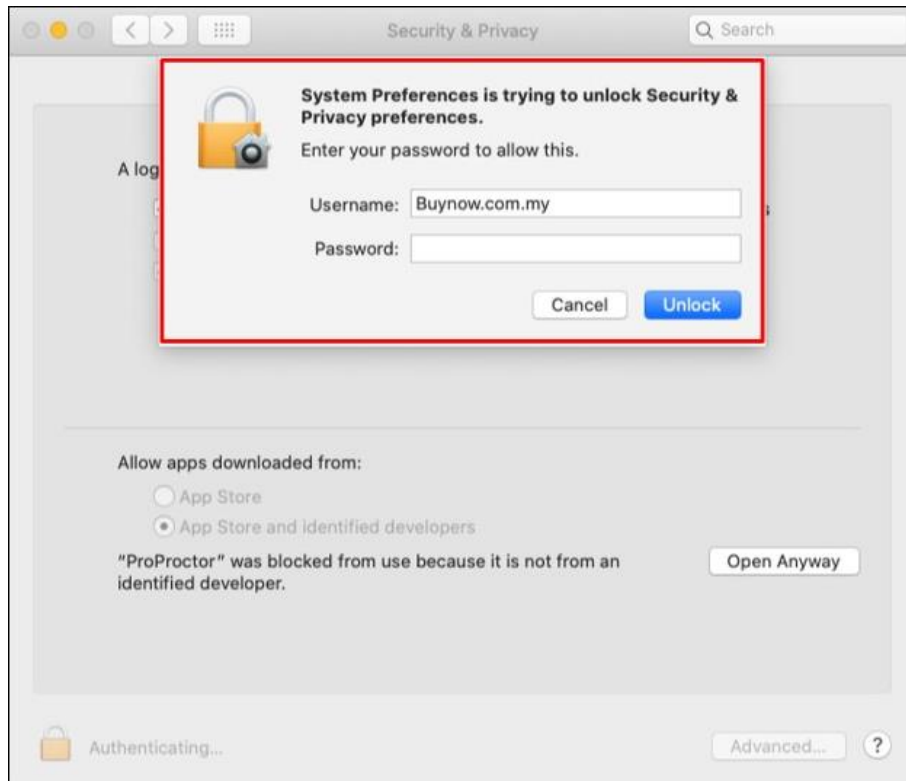 Security & Privacy
Search
System Preferences is trying to unlock Security &
Privacy preferences.
Enter your password to allow this.
A log
Username: Buynow.com.my
Password:
Cancel
Unlock
Allow apps downloaded from:
App Store
App Store and identified developers
"ProProctor" was blocked from use because it is not from an
identified developer.
Open Anyway
Authenticating...
Advanced...
?